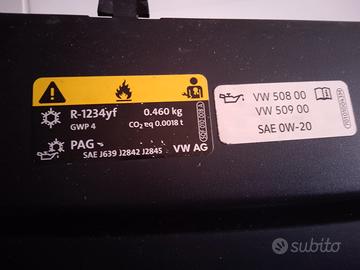 R-1234yf 0.460 kg
GWP 4 CO₂ eq 0.0018 t
PAG
SAE J639 J2842 J2845 VW AG
VW 508 00
VW 509 00
SAE 0W-20
subito